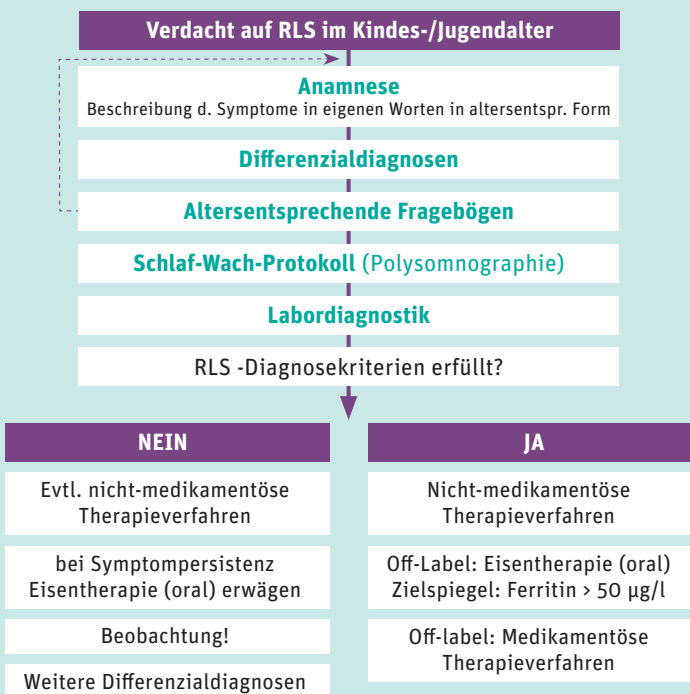 Verdacht auf RLS im Kindes-/Jugendalter
Anamnese
Beschreibung d. Symptome in eigenen Worten in altersentspr. Form
Differenzialdiagnosen
Altersentsprechende Fragebögen
Schlaf-Wach-Protokoll (Polysomnographie)
Labordiagnostik
RLS -Diagnosekriterien erfüllt?
NEIN
Evtl. nicht-medikamentöse
Therapieverfahren
bei Symptompersistenz
Eisentherapie (oral) erwägen
Beobachtung!
Weitere Differenzialdiagnosen
JA
Nicht-medikamentöse
Therapieverfahren
Off-Label: Eisentherapie (oral)
Zielspiegel: Ferritin > 50 µg/l
Off-label: Medikamentöse
Therapieverfahren